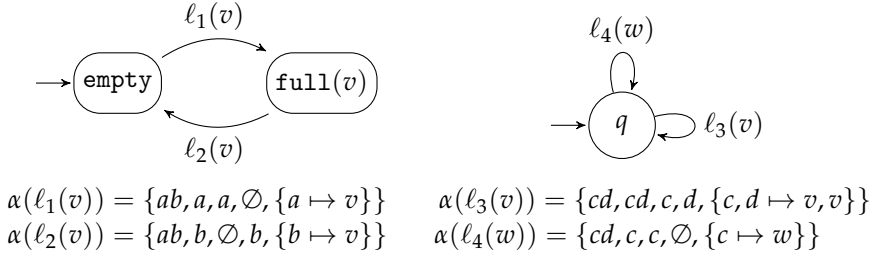 ℓ₁(v)
empty
full(v)
ℓ₂(v)
ℓ₄(w)
q
ℓ₃(v)
α(ℓ₁(v)) = {ab, a, a, ∅, {a ↦ v}}
α(ℓ₂(v)) = {ab, b, ∅, b, {b ↦ v}}
α(ℓ₃(v)) = {cd, cd, c, d, {c, d ↦ v, v}}
α(ℓ₄(w)) = {cd, c, c, ∅, {c ↦ w}}